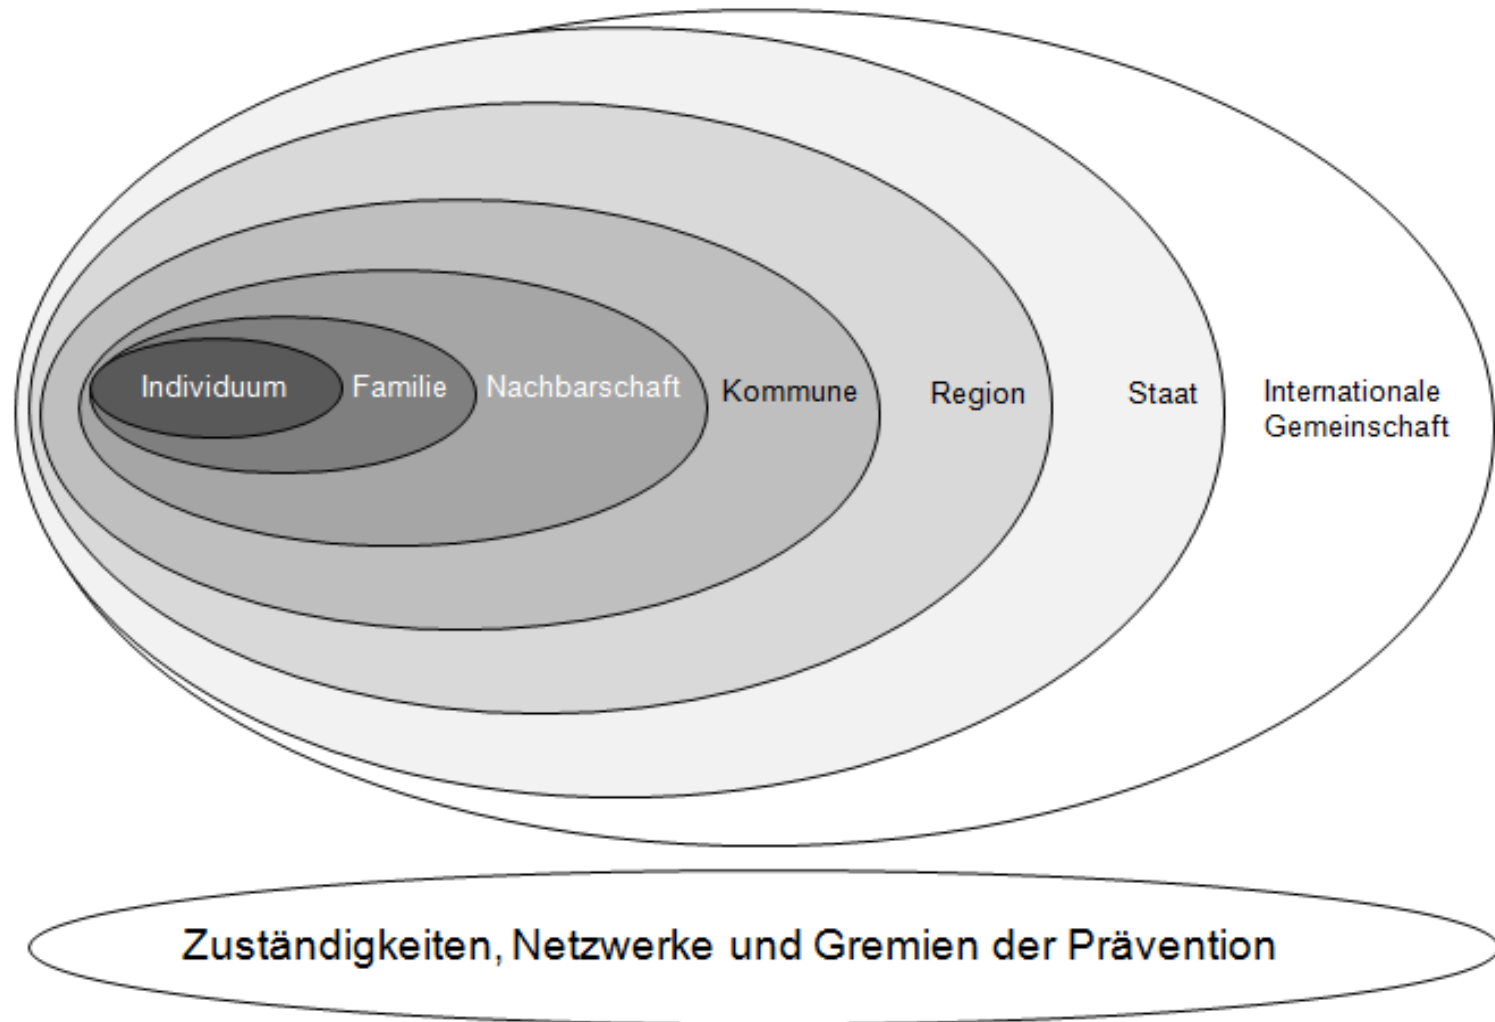 Individuum
Familie
Nachbarschaft
Kommune
Region
Staat
Internationale
Gemeinschaft
Zuständigkeiten, Netzwerke und Gremien der Prävention